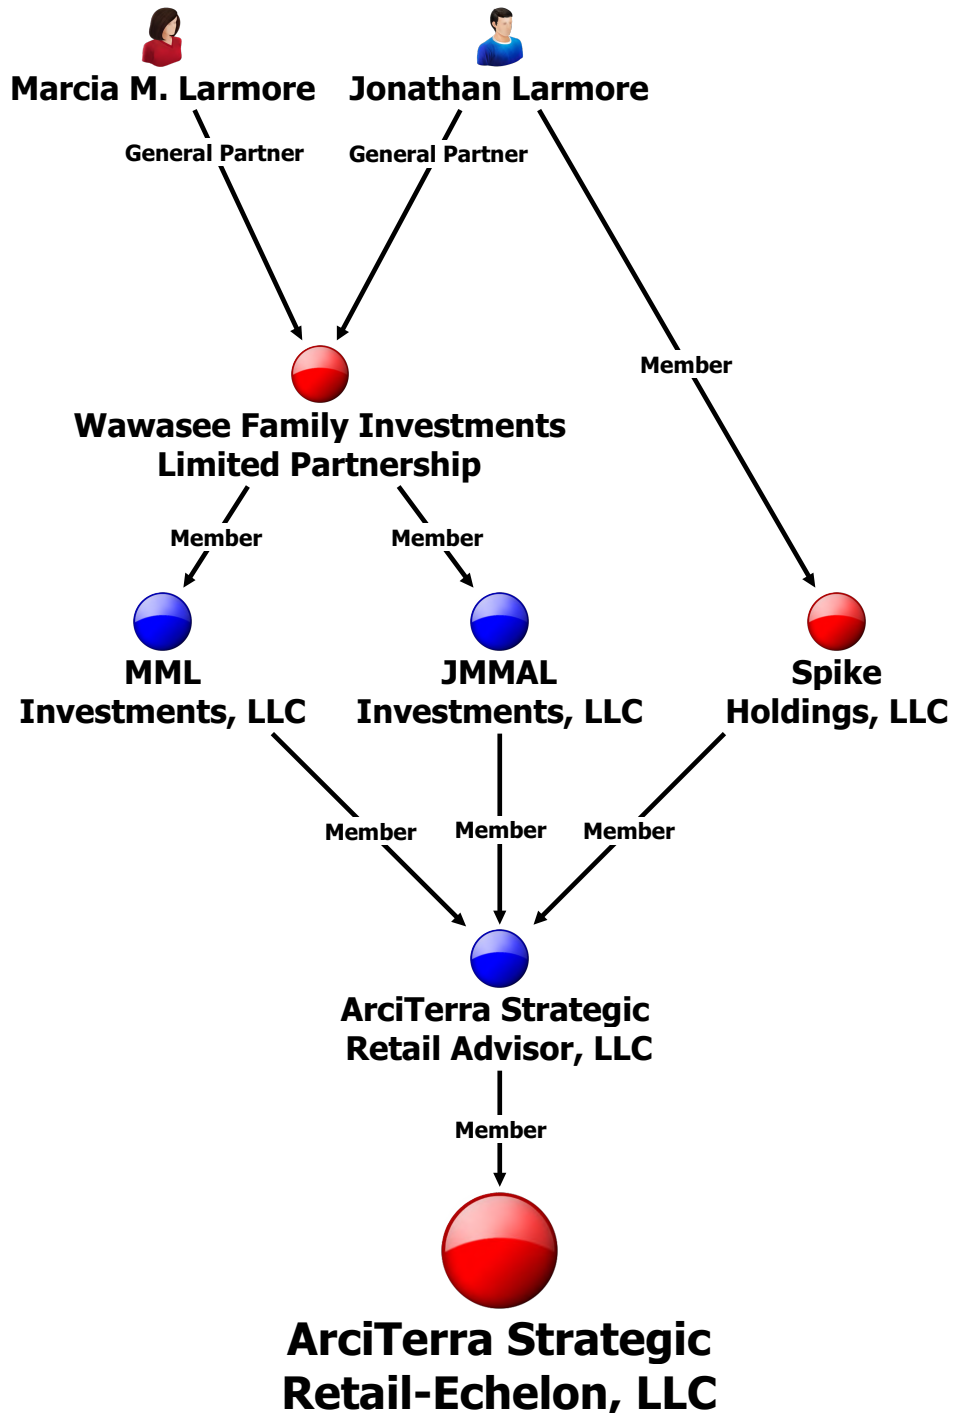 Marcia M. Larmore
Jonathan Larmore
General Partner
General Partner
Member
Wawasee Family Investments
Limited Partnership
Member
Member
MML
Investments, LLC
JMMAL
Investments, LLC
Spike
Holdings, LLC
Member
Member
Member
ArciTerra Strategic
Retail Advisor, LLC
Member
ArciTerra Strategic
Retail-Echelon, LLC